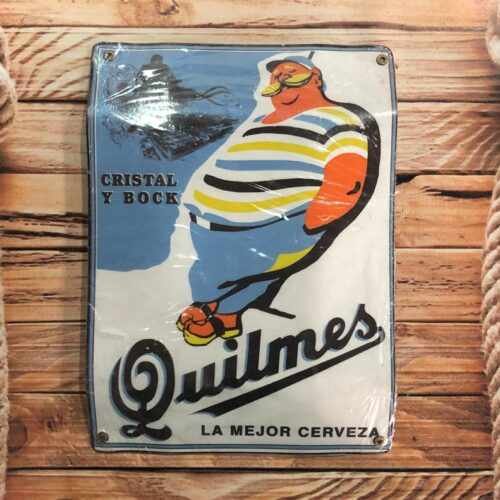 CRISTAL
Y BOCK
Quilmes
LA MEJOR CERVEZA